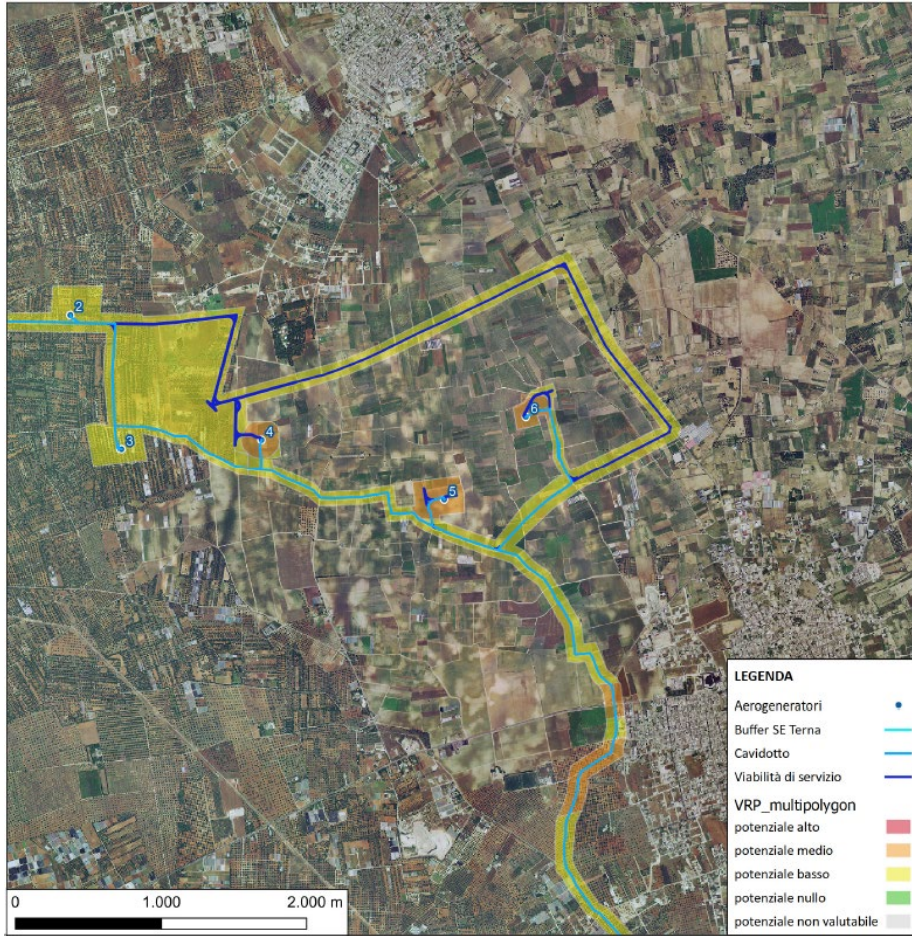 2
3
4
6
5
LEGENDA
Aerogeneratori
Buffer SE Terna
Cavidotto
Viabilità di servizio
VRP_multipolygon
potenziale alto
potenziale medio
potenziale basso
potenziale nullo
potenziale non valutabile
0 1.000 2.000 m